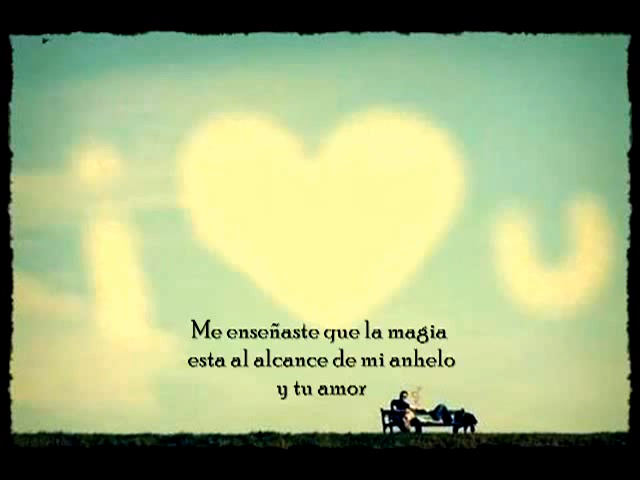 i ♥ u
Me enseñaste que la magia
esta al alcance de mi anhelo
y tu amor